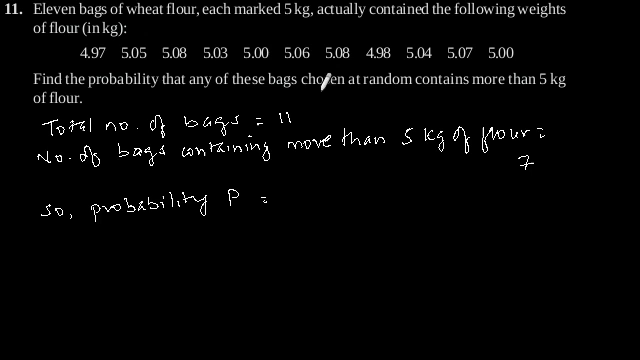 11. Eleven bags of wheat flour, each marked 5 kg, actually contained the following weights
of flour (in kg):
4.97 5.05 5.08 5.03 5.00 5.06 5.08 4.98 5.04 5.07 5.00
Find the probability that any of these bags chosen at random contains more than 5 kg
of flour.
Total no. of bags = 11
No. of bags containing more than 5 kg of flour =
7
so, probability P =